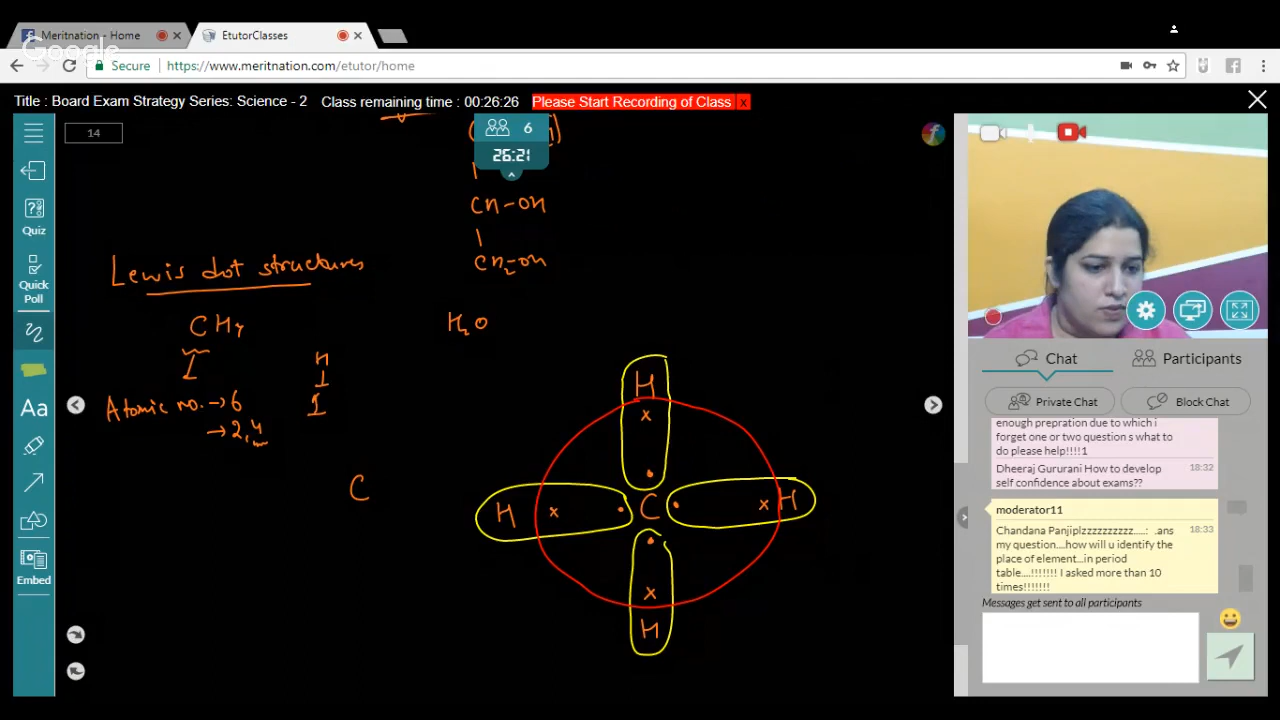 Meritnation - Home
EtutorClasses
Google
Secure
https://www.meritnation.com/etutor/home
Title : Board Exam Strategy Series: Science - 2 Class remaining time : 00:26:26 Please Start Recording of Class x
14
6
26:21
Quiz
Quick
Poll
Aa
Embed
CH-OH
CH2-OH
Lewis dot structures
CH4
H2O
H
1
Atomic no. → 6
1
→ 2,4
C
H
x
H x C x H
x
H
Chat
Participants
Private Chat
Block Chat
enough prepration due to which i
forget one or two question s what to
do please help!!!!1
Dheeraj Gururani How to develop 18:32
self confidence about exams??
moderator11
Chandana Panjiplzzzzzzzzzz.....: .ans 18:33
my question....how will u identify the
place of element...in period
table....!!!!!!! I asked more than 10
times!!!!!!!
Messages get sent to all participants